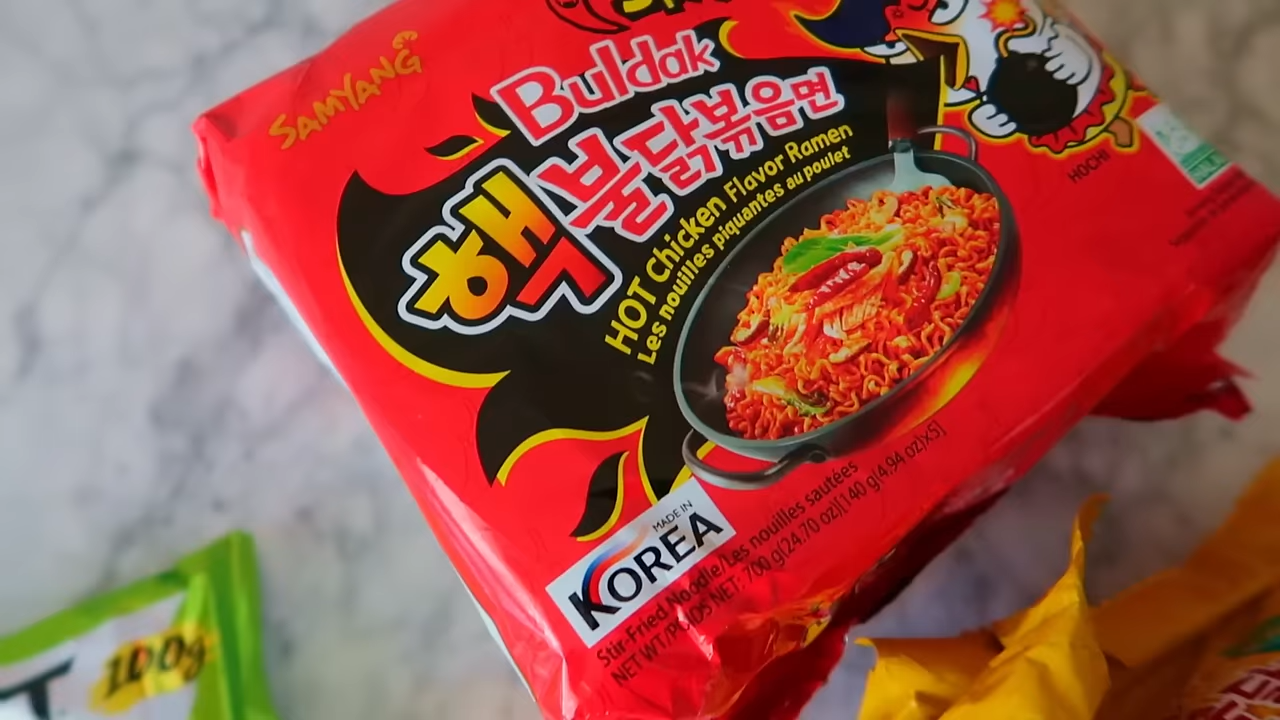 SAMYANG
Buldak
핵불닭볶음면
HOT Chicken Flavor Ramen
Les nouilles piquantes au poulet
HOCHI
MADE IN
KOREA
Stir-Fried Noodle/Les nouilles sautées
NET WT/POIDS NET: 700 g(24.70 oz)[140 g(4.94 oz)X5]
100g